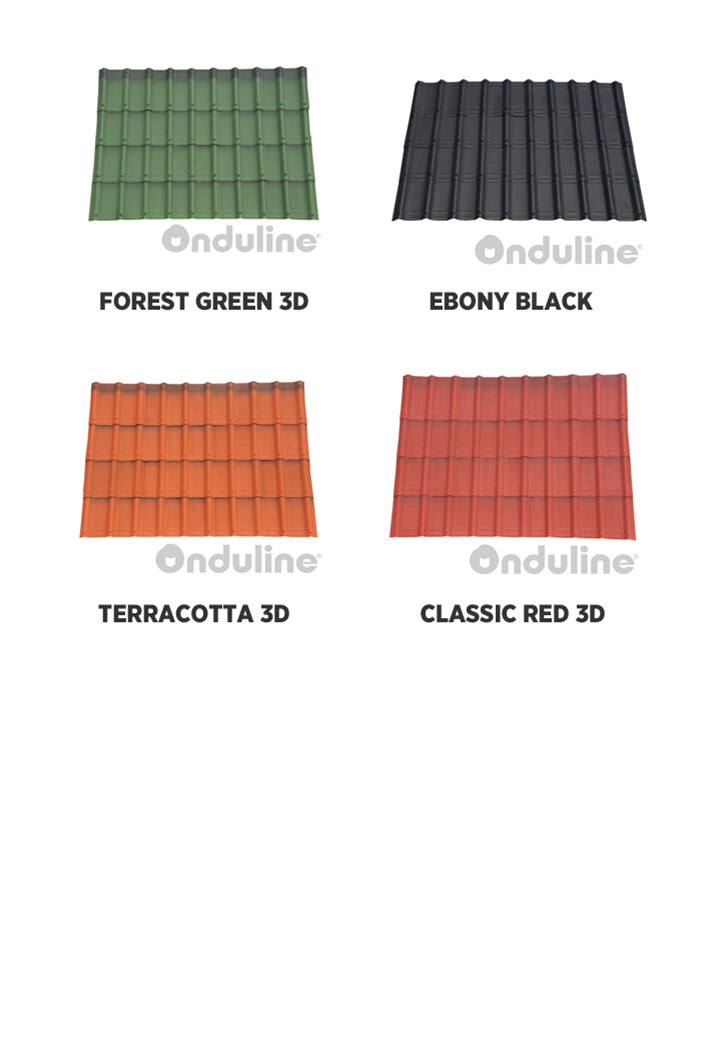 Onduline®
Onduline®
FOREST GREEN 3D
EBONY BLACK
Onduline®
Onduline®
TERRACOTTA 3D
CLASSIC RED 3D